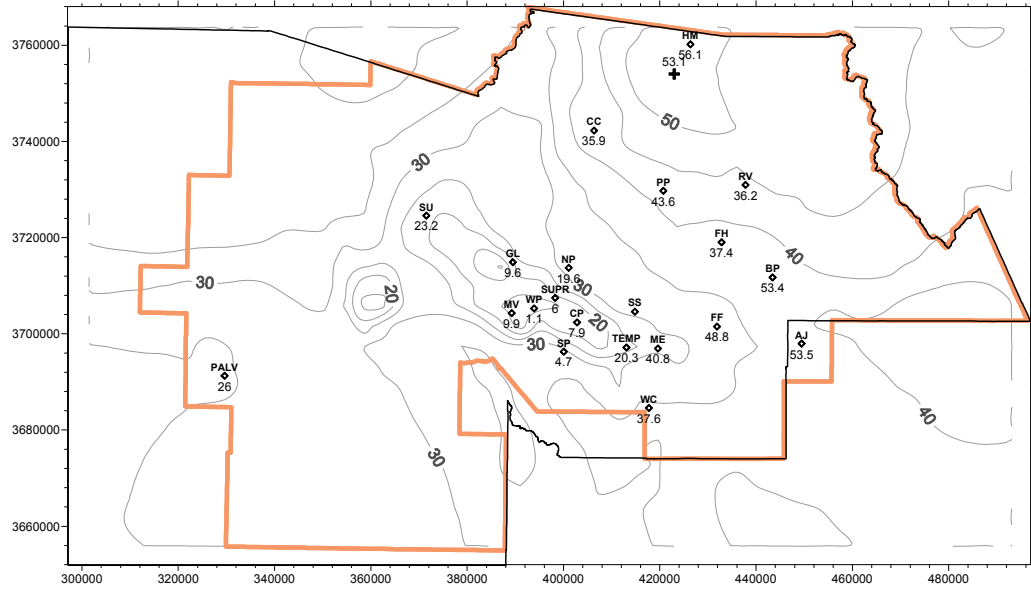 3760000
HM
56.1
53.1
50
CC
35.9
3740000
30
PP
43.6
RV
36.2
SU
23.2
3720000
FH
37.4
40
GL
9.6
NP
19.6
BP
53.4
30
20
30
SUPR
6
MV
9.9
WP
1.1
SS
CP
7.9
20
FF
48.8
3700000
30
SP
4.7
TEMP
20.3
ME
40.8
AJ
53.5
PALV
26
WC
37.6
40
3680000
30
3660000
300000 320000 340000 360000 380000 400000 420000 440000 460000 480000